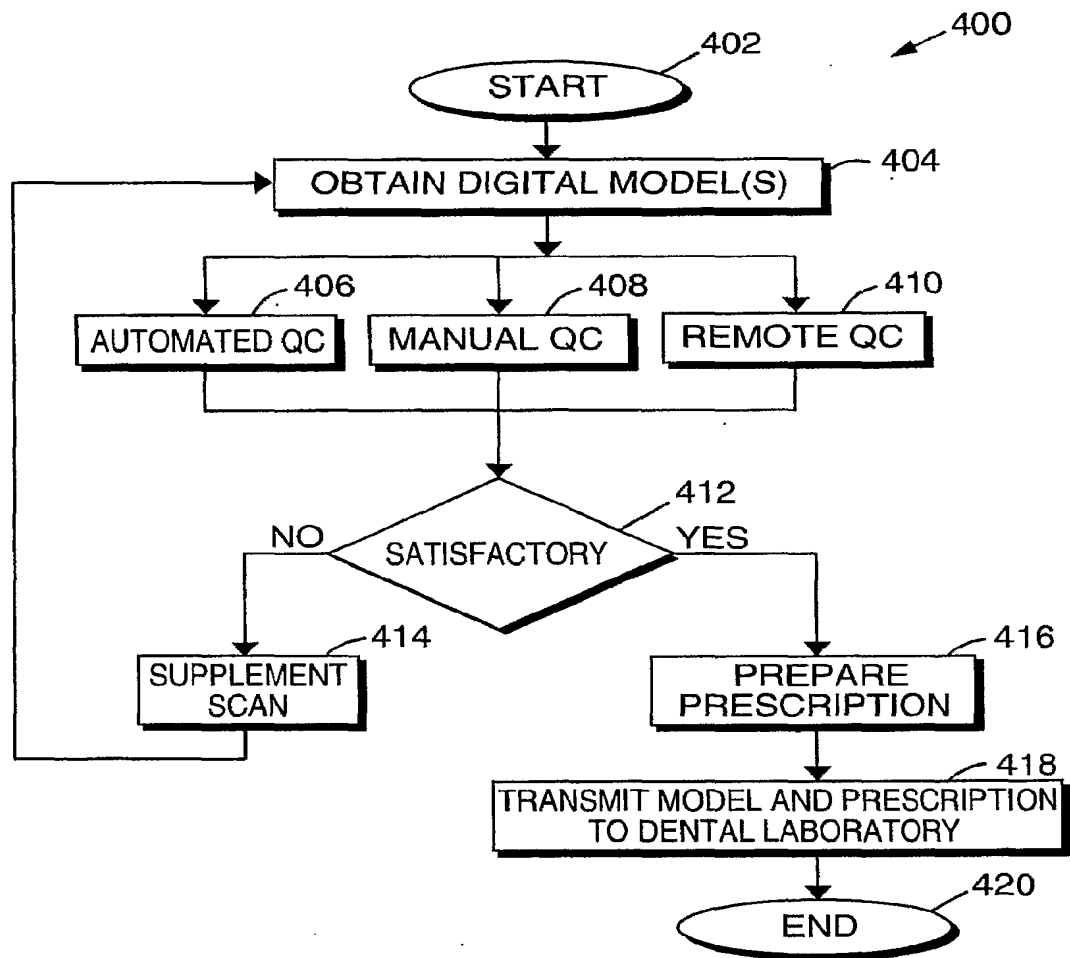 400
402
START
404
OBTAIN DIGITAL MODEL(S)
406
408
410
AUTOMATED QC
MANUAL QC
REMOTE QC
412
NO
SATISFACTORY
YES
414
416
SUPPLEMENT
SCAN
PREPARE
PRESCRIPTION
418
TRANSMIT MODEL AND PRESCRIPTION
TO DENTAL LABORATORY
420
END